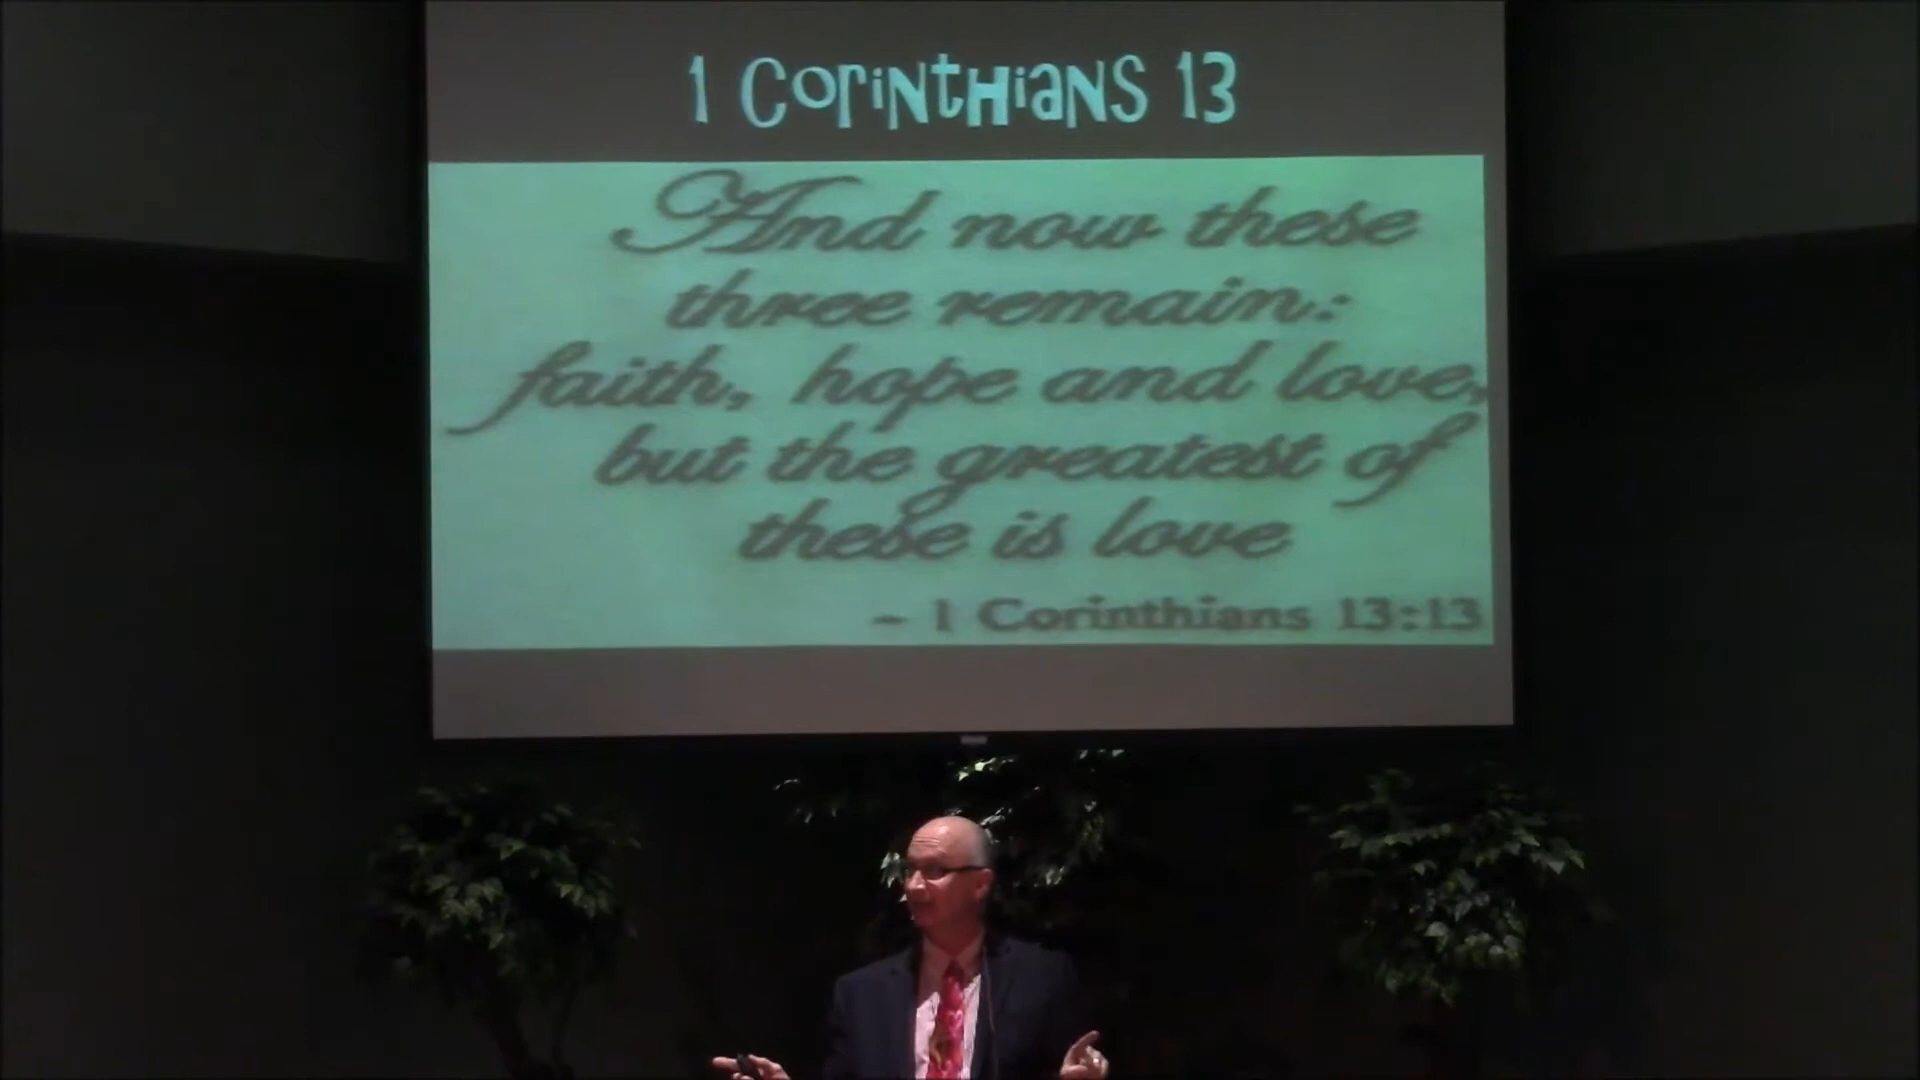 1 Corinthians 13
And now these
three remain:
faith, hope and love,
but the greatest of
these is love
~ 1 Corinthians 13:13